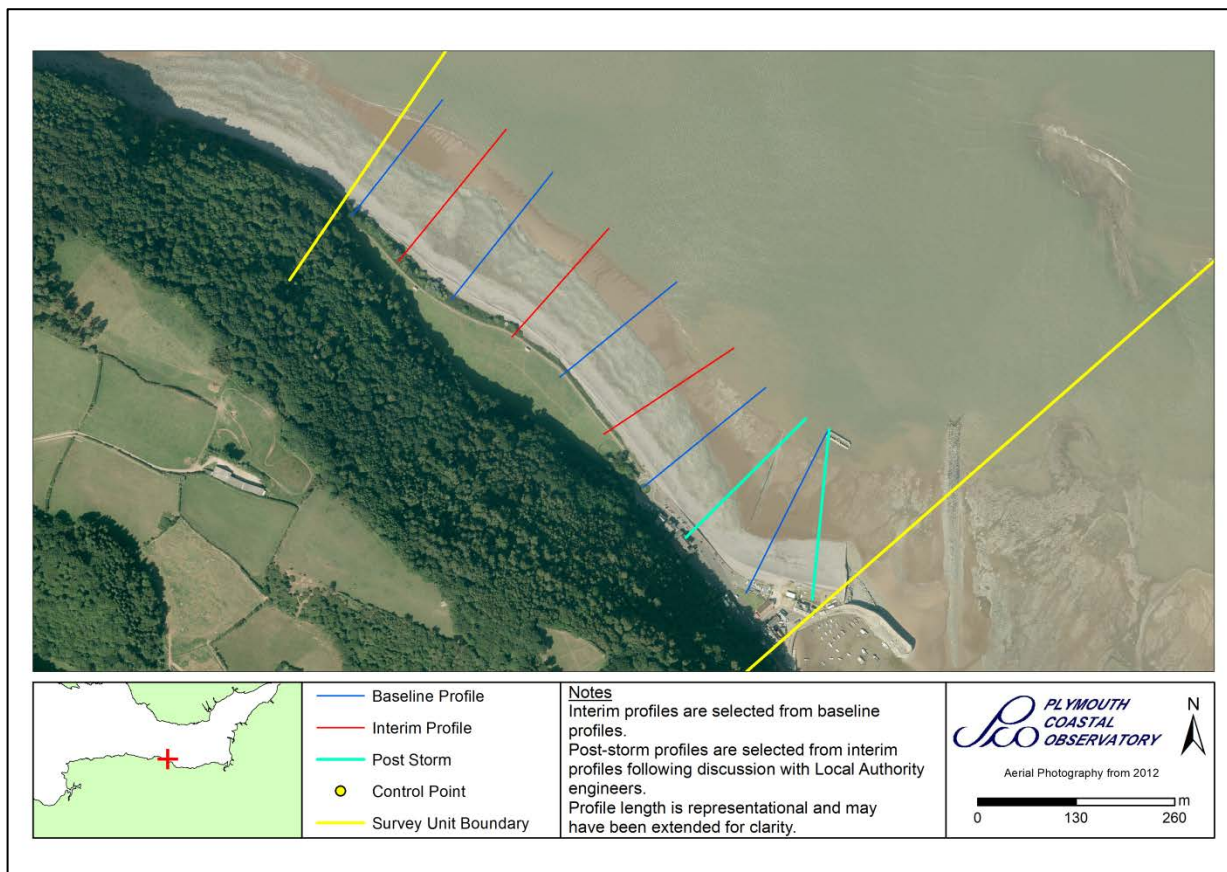 Baseline Profile
Interim Profile
Post Storm
Control Point
Survey Unit Boundary
Notes
Interim profiles are selected from baseline
profiles.
Post-storm profiles are selected from interim
profiles following discussion with Local Authority
engineers.
Profile length is representational and may
have been extended for clarity.
PLYMOUTH
COASTAL
OBSERVATORY
N
Aerial Photography from 2012
m
0 130 260